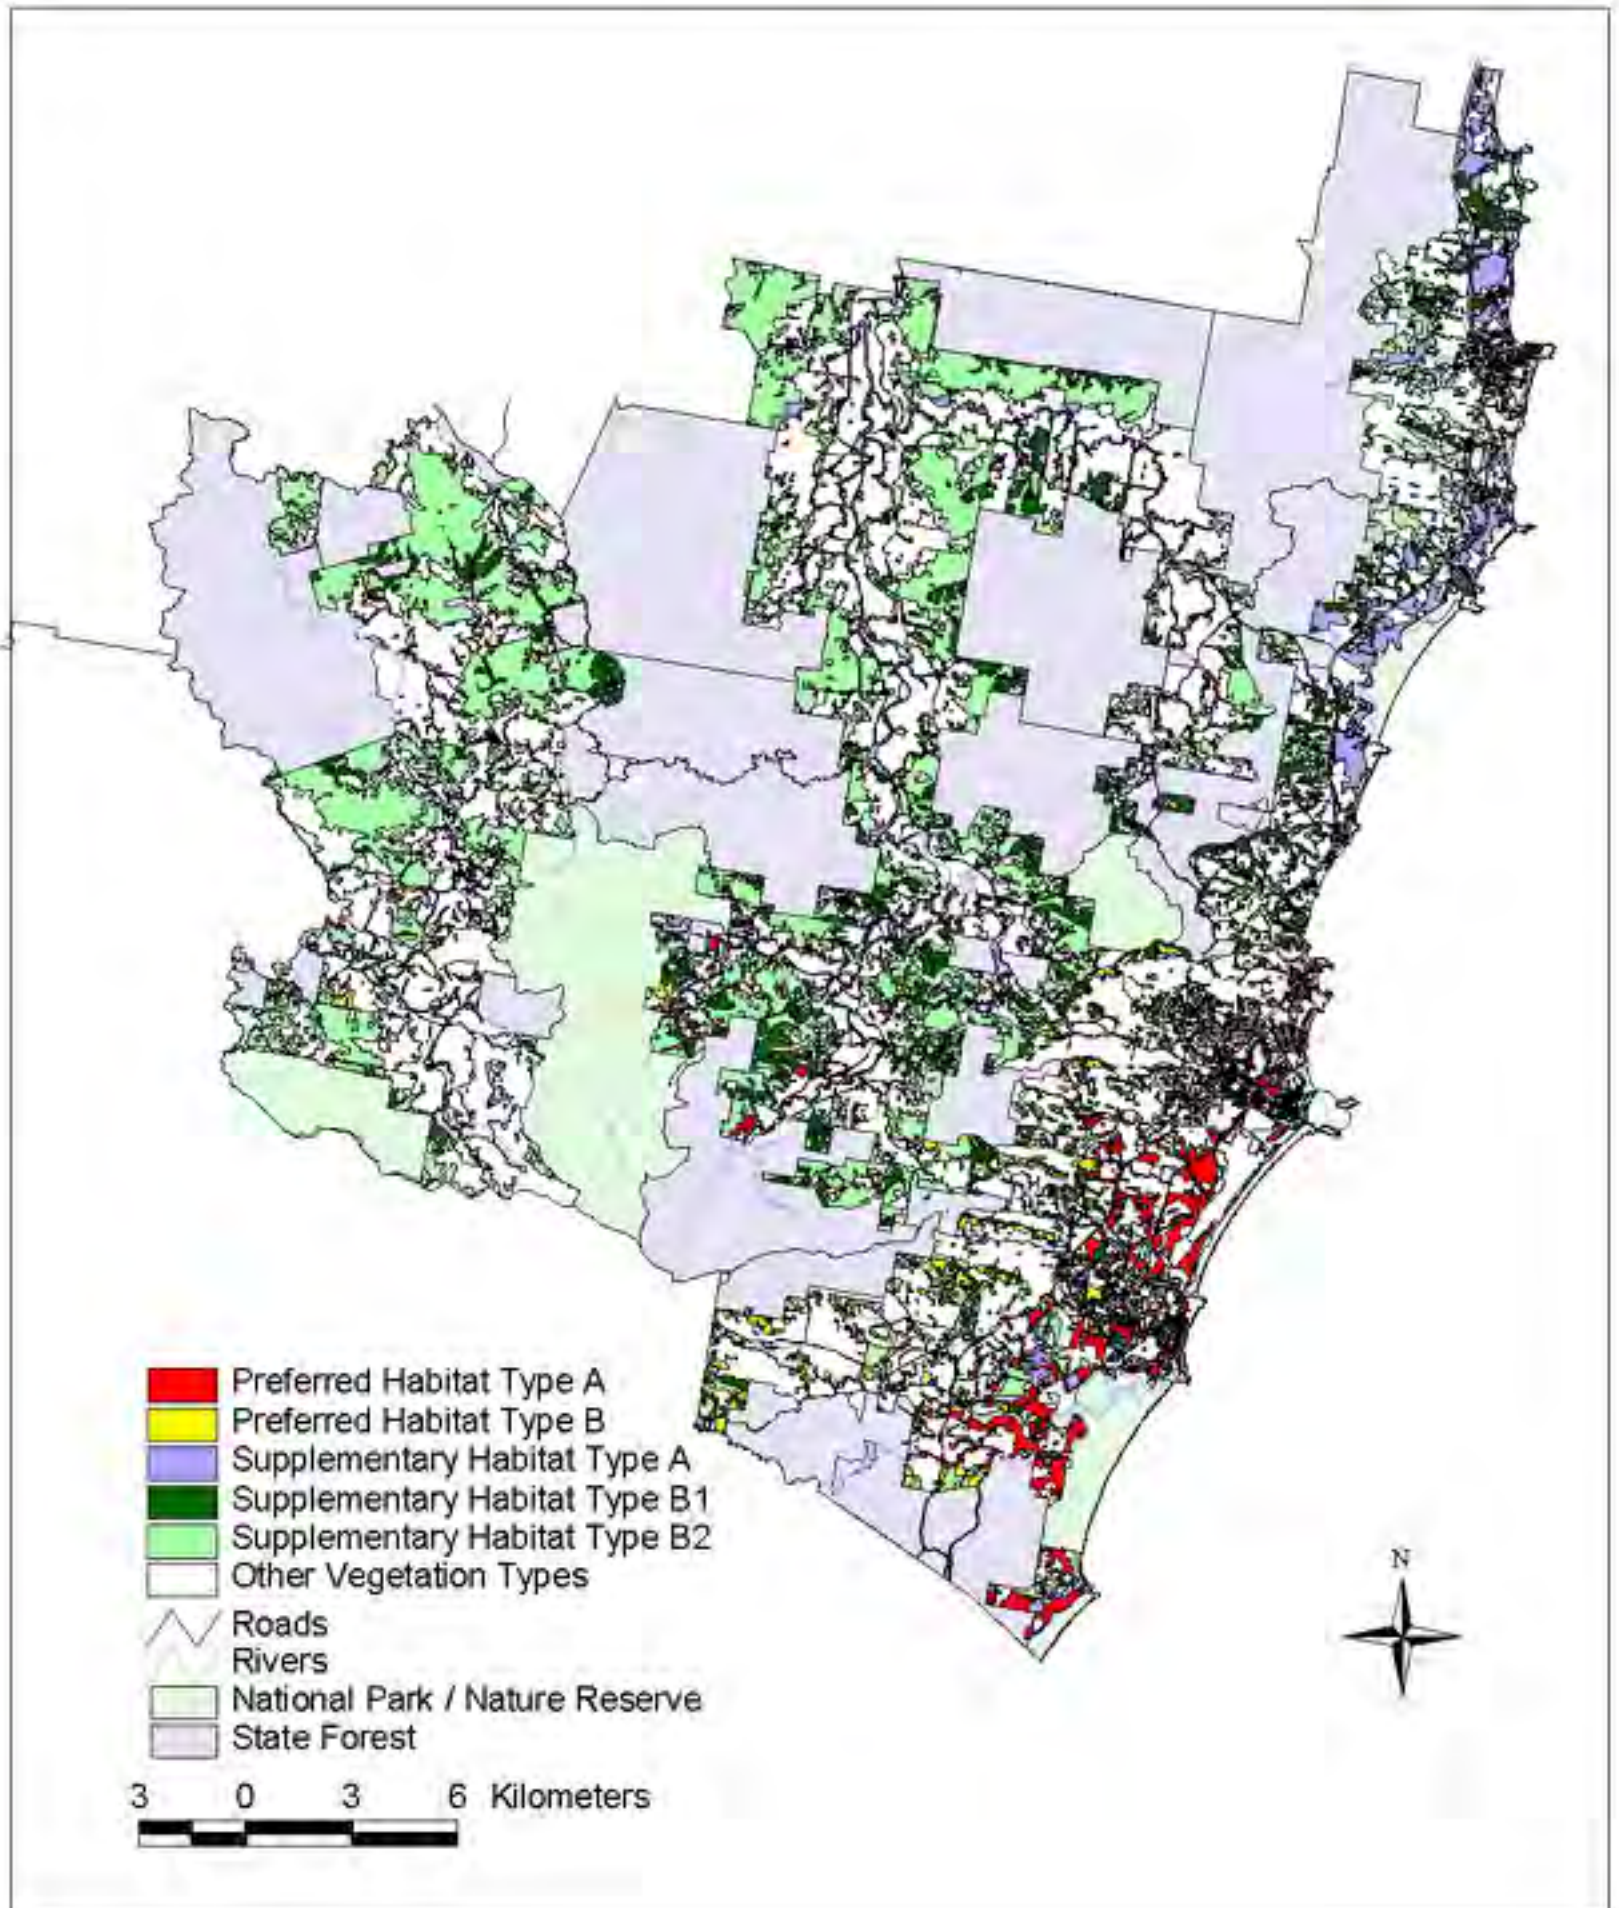 Preferred Habitat Type A
Preferred Habitat Type B
Supplementary Habitat Type A
Supplementary Habitat Type B1
Supplementary Habitat Type B2
Other Vegetation Types
Roads
Rivers
National Park / Nature Reserve
State Forest
3 0 3 6 Kilometers
N